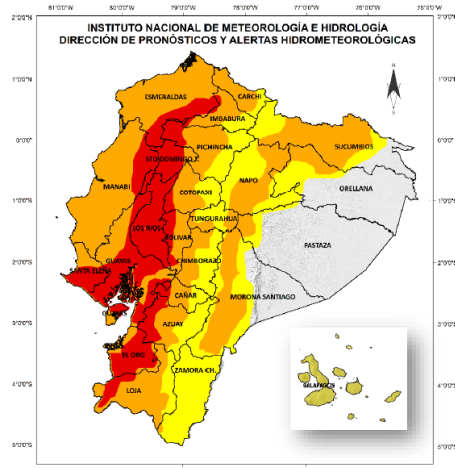 81°0'0"O 80°0'0"O 79°0'0"O 78°0'0"O 77°0'0"O 76°0'0"O 75°0'0"O
INSTITUTO NACIONAL DE METEOROLOGÍA E HIDROLOGÍA
DIRECCIÓN DE PRONÓSTICOS Y ALERTAS HIDROMETEOROLÓGICAS
1°0'0"N
ESMERALDAS
CARCHI
IMBABURA
0°0'0"
PICHINCHA
SUCUMBIOS
STO DOMINGO T.
MANABI
COTOPAXI
NAPO
ORELLANA
1°0'0"S
TUNGURAHUA
LOS RIOS
BOLIVAR
PASTAZA
GUAYAS
CHIMBORAZO
2°0'0"S
SANTA ELENA
CAÑAR
MORONA SANTIAGO
GUAYAS
AZUAY
3°0'0"S
EL ORO
ZAMORA CH.
GALAPAGOS
4°0'0"S
LOJA
5°0'0"S